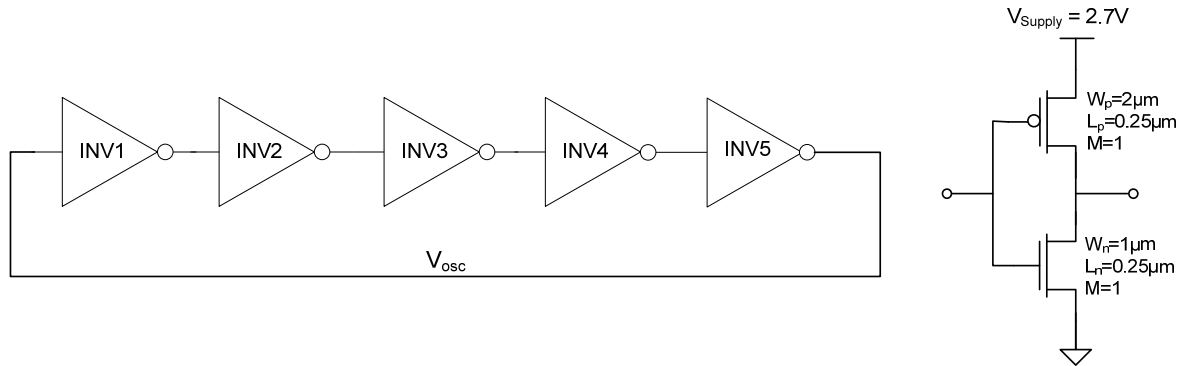 V_Supply = 2.7V
INV1 INV2 INV3 INV4 INV5
W_p=2µm
L_p=0.25µm
M=1
V_osc
W_n=1µm
L_n=0.25µm
M=1